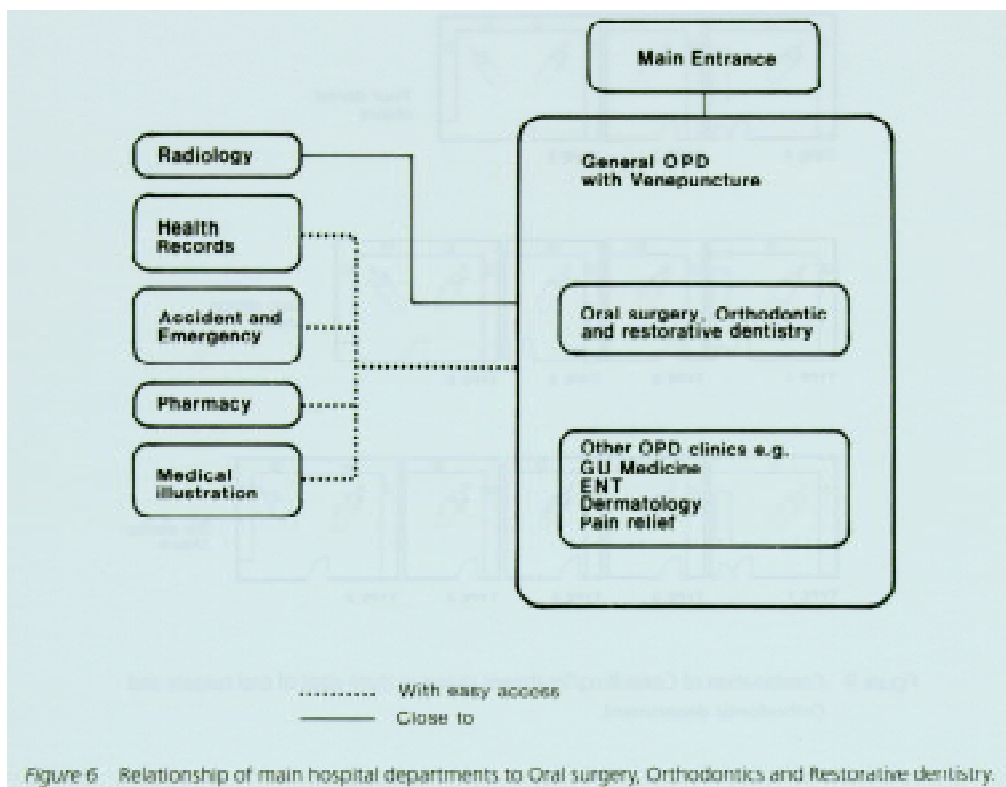 Main Entrance
General OPD
with Venepuncture
Radiology
Health
Records
Accident and
Emergency
Pharmacy
Medical
illustration
Oral surgery, Orthodontic
and restorative dentistry
Other OPD clinics e.g.
GU Medicine
ENT
Dermatology
Pain relief
With easy access
Close to
Figure 6 Relationship of main hospital departments to Oral surgery, Orthodontics and Restorative dentistry.